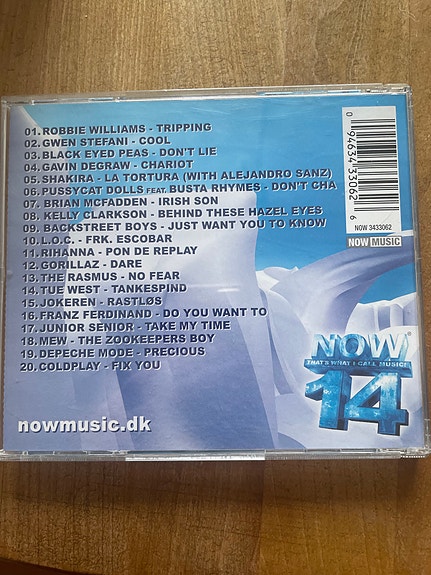 01. ROBBIE WILLIAMS - TRIPPING
02. GWEN STEFANI - COOL
03. BLACK EYED PEAS - DON'T LIE
04. GAVIN DEGRAW - CHARIOT
05. SHAKIRA - LA TORTURA (WITH ALEJANDRO SANZ)
06. PUSSYCAT DOLLS FEAT. BUSTA RHYMES - DON'T CHA
07. BRIAN MCFADDEN - IRISH SON
08. KELLY CLARKSON - BEHIND THESE HAZEL EYES
09. BACKSTREET BOYS - JUST WANT YOU TO KNOW
10. L.O.C. - FRK. ESCOBAR
11. RIHANNA - PON DE REPLAY
12. GORILLAZ - DARE
13. THE RASMUS - NO FEAR
14. TUE WEST - TANKESPIND
15. JOKEREN - RASTLØS
16. FRANZ FERDINAND - DO YOU WANT TO
17. JUNIOR SENIOR - TAKE MY TIME
18. MEW - THE ZOOKEEPERS BOY
19. DEPECHE MODE - PRECIOUS
20. COLDPLAY - FIX YOU
0 94634 33062 6
NOW 3433062
NOW MUSIC
NOW®
THAT'S WHAT I CALL MUSIC!
14
nowmusic.dk